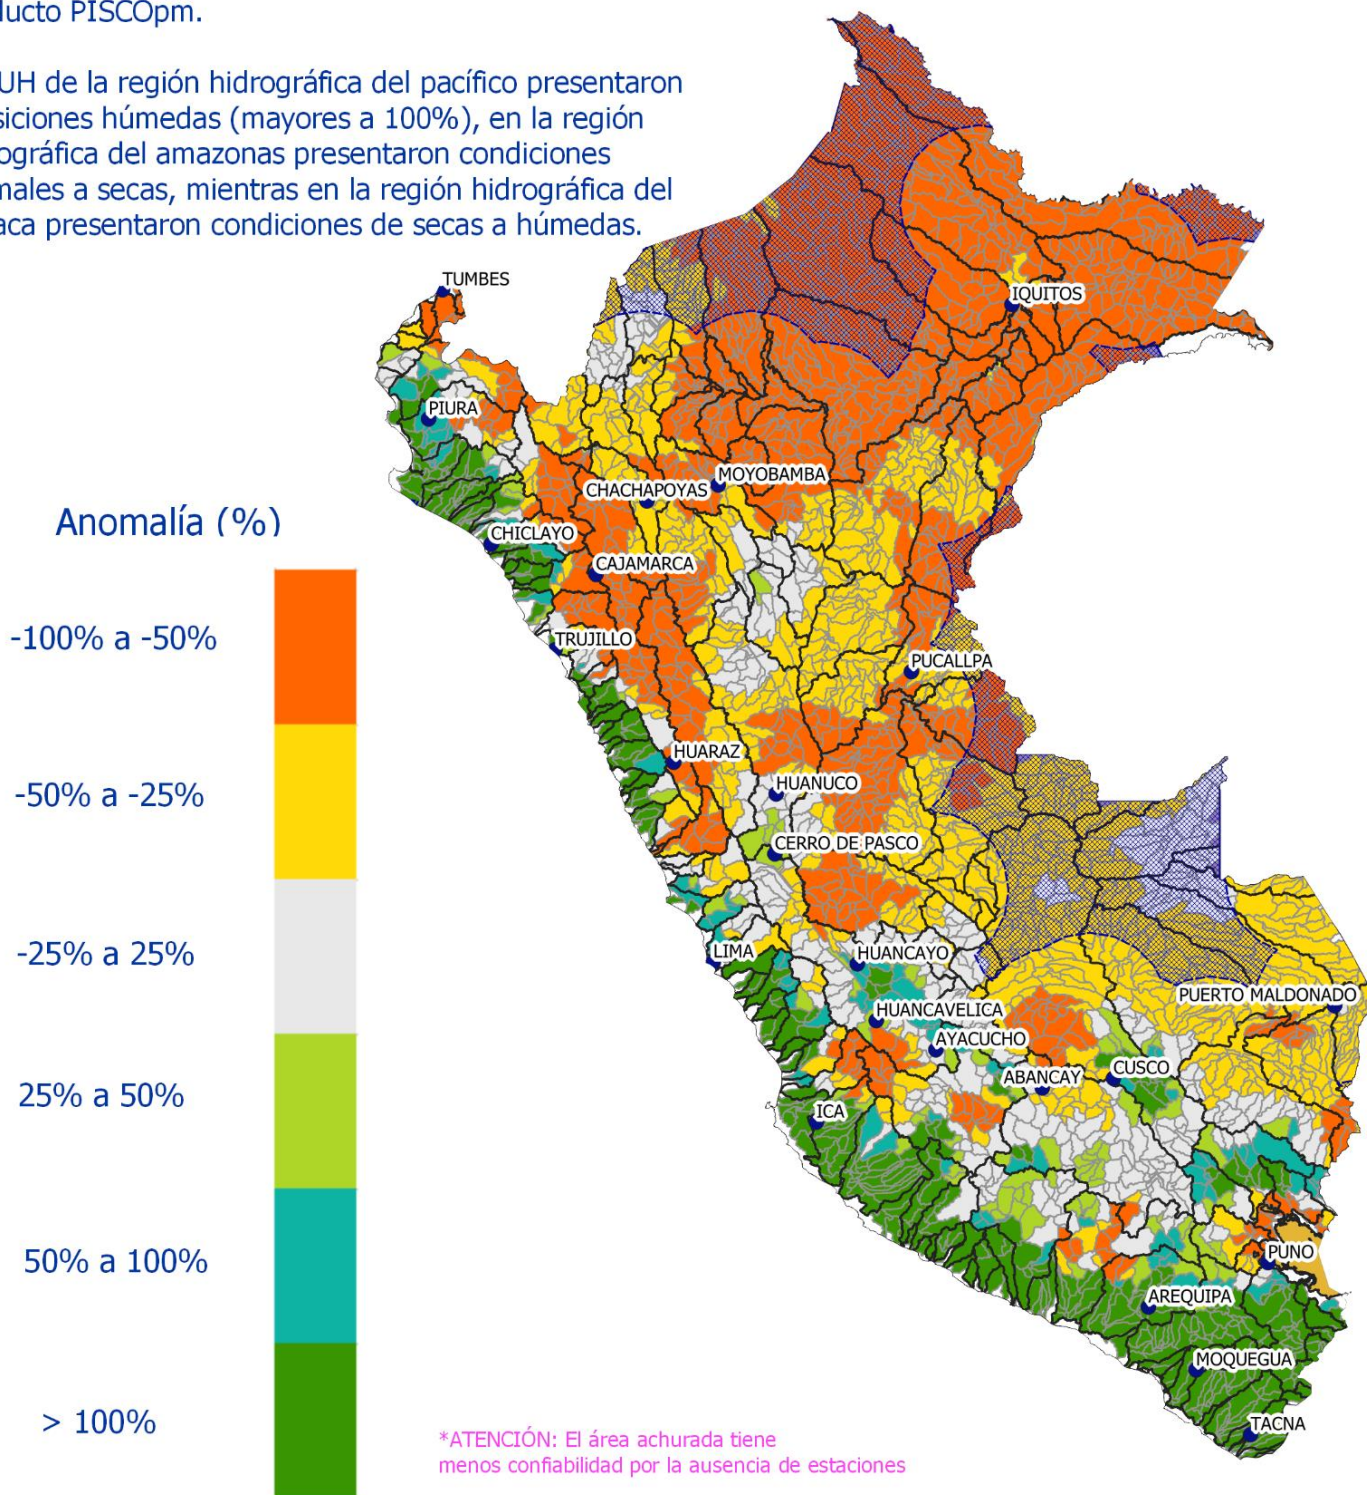 ducto PISCOpm.
UH de la región hidrográfica del pacífico presentaron
siciones húmedas (mayores a 100%), en la región
ográfica del amazonas presentaron condiciones
males a secas, mientras en la región hidrográfica del
aca presentaron condiciones de secas a húmedas.
TUMBES
IQUITOS
PIURA
MOYOBAMBA
CHACHAPOYAS
CHICLAYO
CAJAMARCA
TRUJILLO
PUCALLPA
HUARAZ
HUANUCO
CERRO DE PASCO
LIMA
HUANCAYO
PUERTO MALDONADO
HUANCAVELICA
AYACUCHO
ABANCAY
CUSCO
ICA
PUNO
AREQUIPA
MOQUEGUA
TACNA
Anomalía (%)
-100% a -50%
-50% a -25%
-25% a 25%
25% a 50%
50% a 100%
> 100%
*ATENCIÓN: El área achurada tiene
menos confiabilidad por la ausencia de estaciones